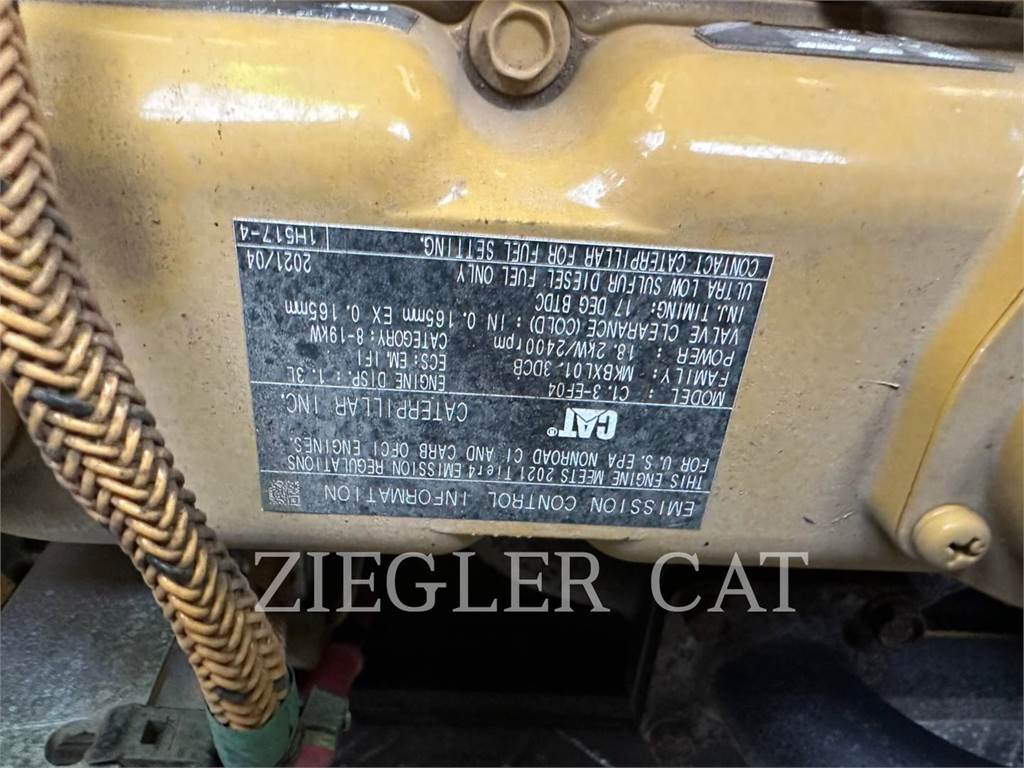 EMISSION CONTROL INFORMATION
THIS ENGINE MEETS 2021 Tier4 EMISSION REGULATIONS
FOR U.S. EPA NONROAD CI AND CARB OFCI ENGINES.
CAT® CATERPILLAR INC.
MODEL : C1.3-EF04 ENGINE DISP.: 1.3L
FAMILY : MKBXL01.3DCB ECS: EM, IFI
POWER : 18.2kW/2400rpm CATEGORY: 8-19kW
VALVE CLEARANCE (COLD) : IN 0.165mm EX 0.165mm
INJ. TIMING: 17 DEG BTDC
ULTRA LOW SULFUR DIESEL FUEL ONLY 2021/04
CONTACT CATERPILLAR FOR FUEL SETTING. 1H517-4
ZIEGLER CAT